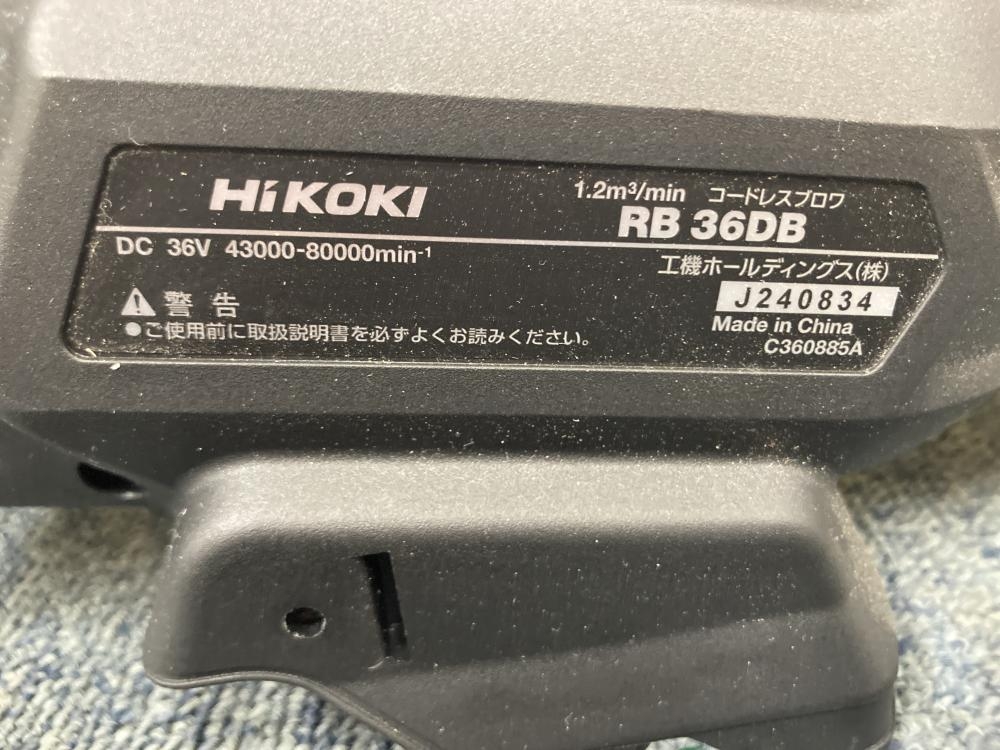 HiKOKI
1.2m³/min コードレスブロワ
RB 36DB
DC 36V 43000-80000min⁻¹
工機ホールディングス(株)
J240834
Made in China
C360885A
⚠警告
●ご使用前に取扱説明書を必ずよくお読みください。